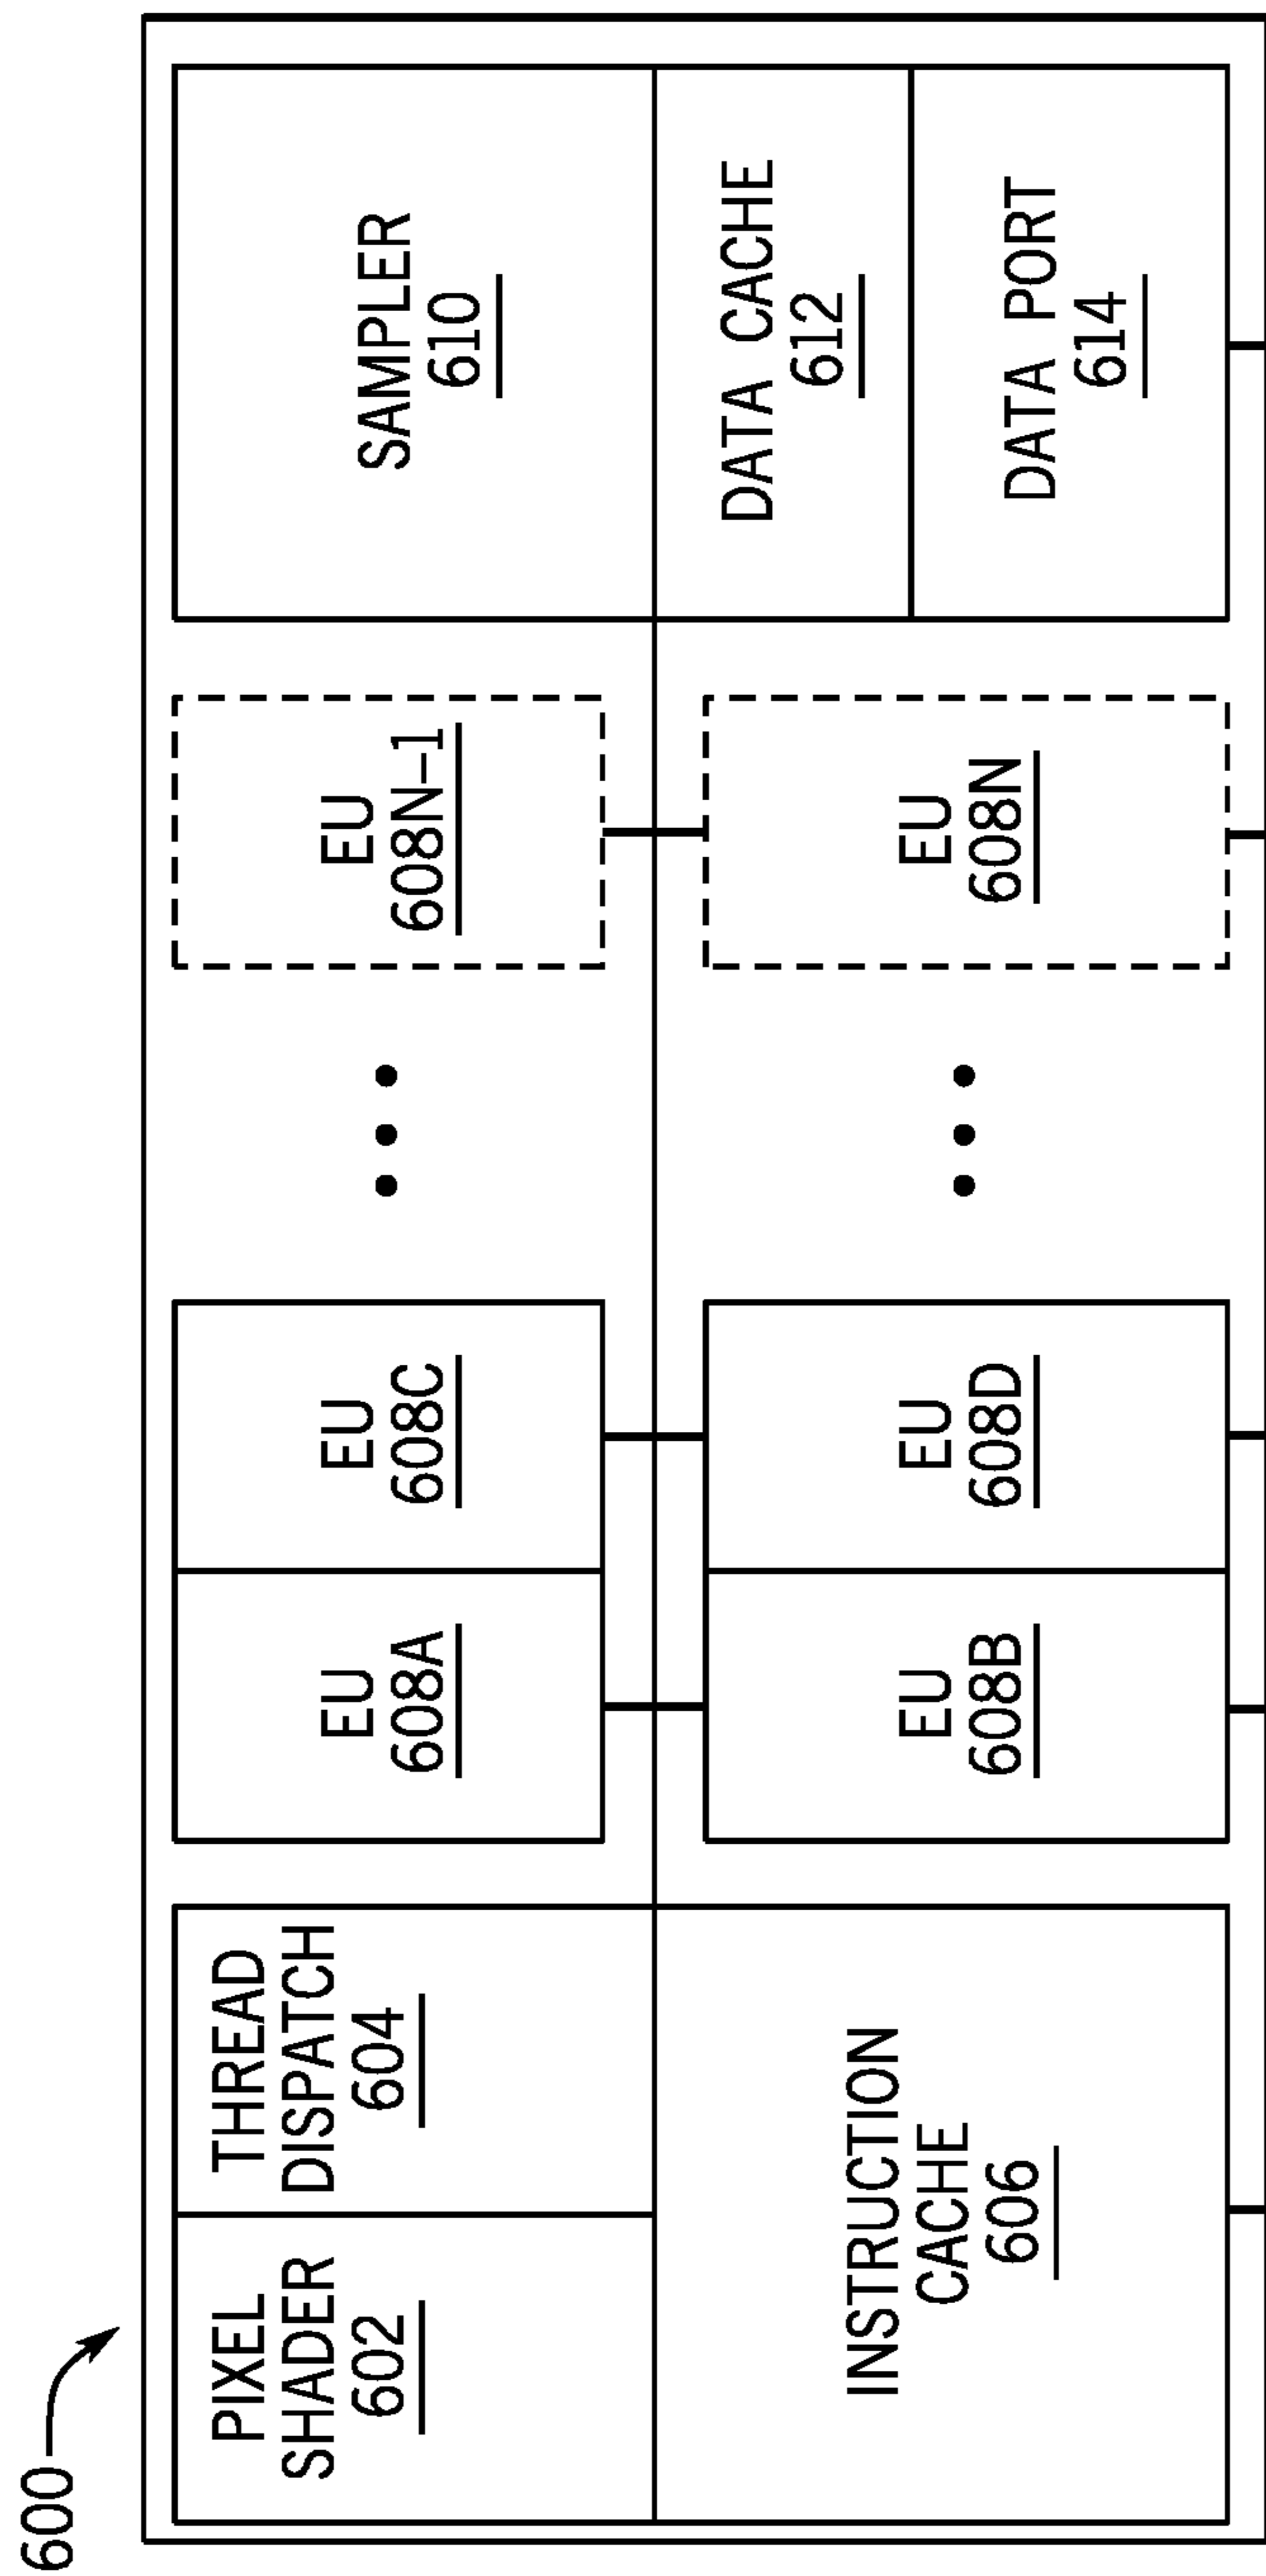 600
PIXEL
SHADER
602
THREAD
DISPATCH
604
INSTRUCTION
CACHE
606
EU
608A
EU
608C
EU
608B
EU
608D
EU
608N-1
EU
608N
SAMPLER
610
DATA CACHE
612
DATA PORT
614